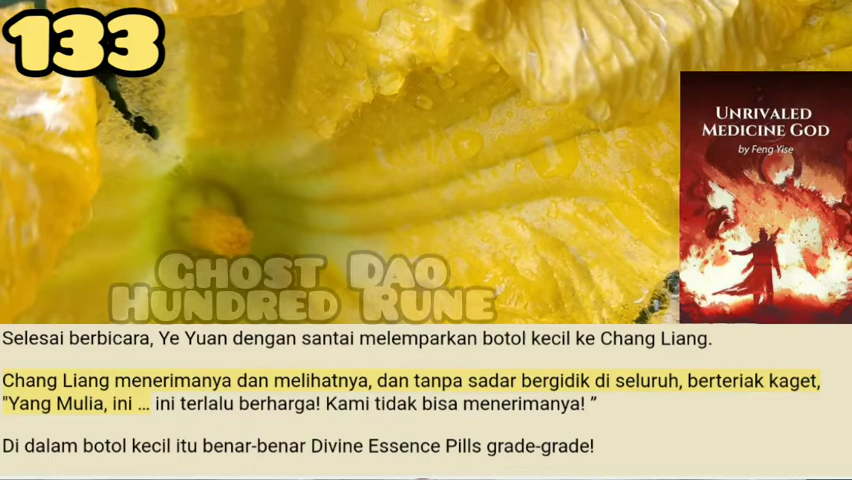 133
UNRIVALED
MEDICINE GOD
by Feng Yise
GHOST DAO
HUNDRED RUNE
Selesai berbicara, Ye Yuan dengan santai melemparkan botol kecil ke Chang Liang.
Chang Liang menerimanya dan melihatnya, dan tanpa sadar bergidik di seluruh, berteriak kaget,
"Yang Mulia, ini ... ini terlalu berharga! Kami tidak bisa menerimanya! ”
Di dalam botol kecil itu benar-benar Divine Essence Pills grade-grade!